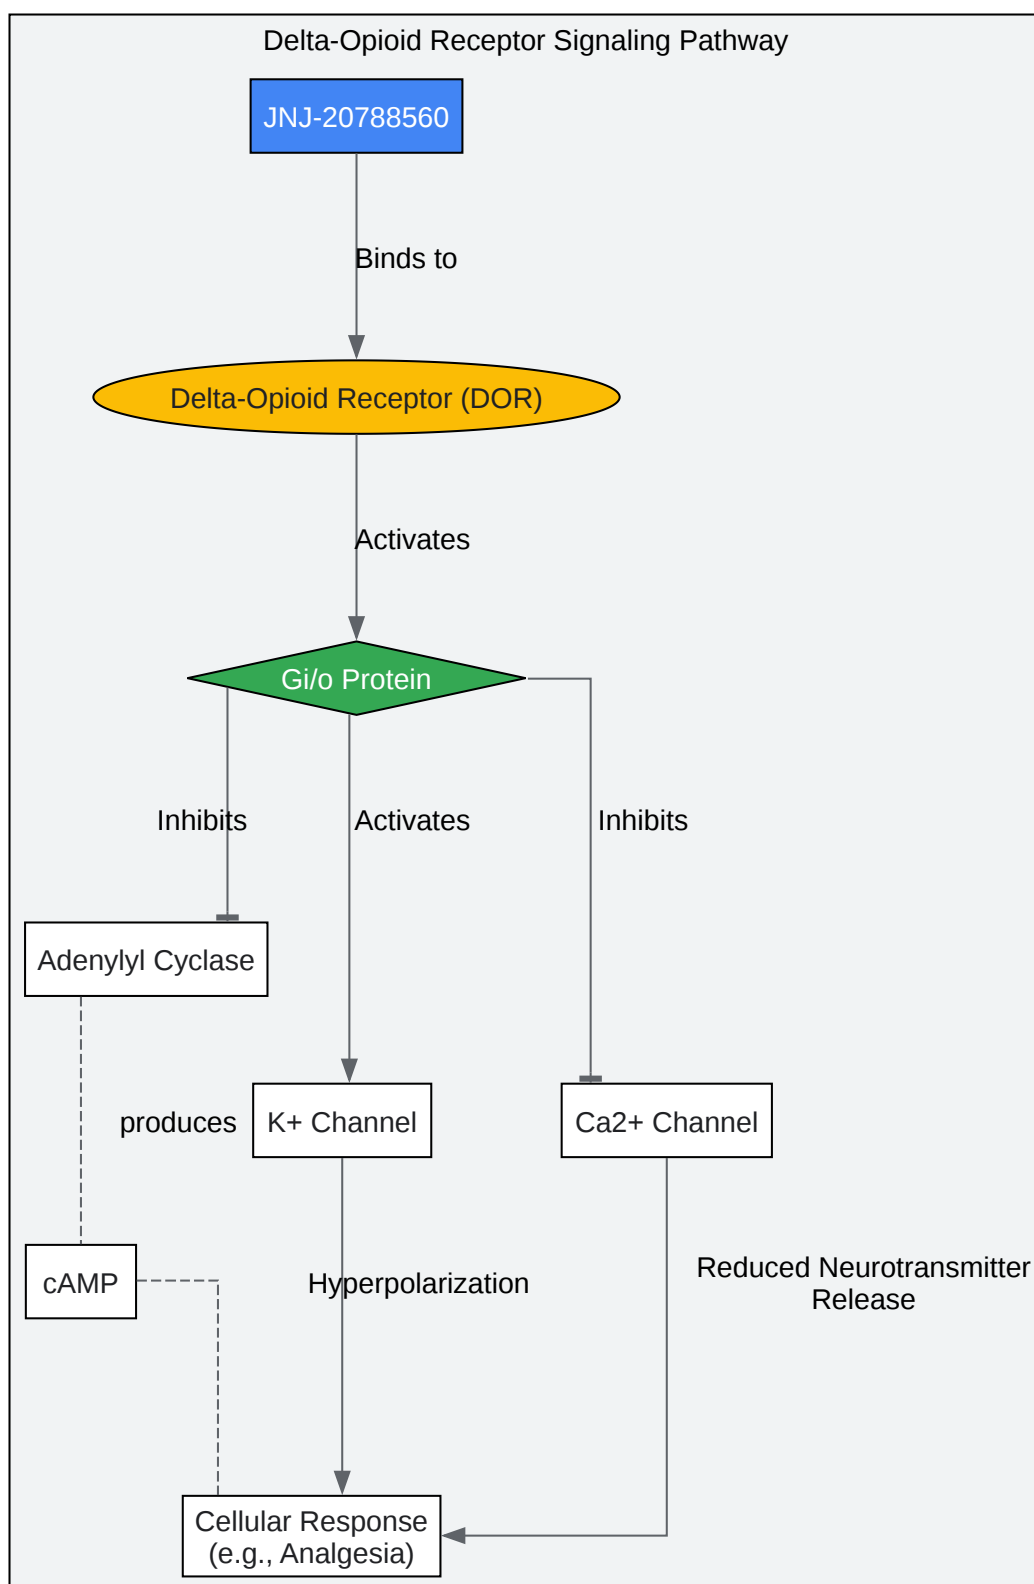 Delta-Opioid Receptor Signaling Pathway
JNJ-20788560
Binds to
Delta-Opioid Receptor (DOR)
Activates
Gi/o Protein
Inhibits
Activates
Inhibits
Adenylyl Cyclase
produces
K+ Channel
Ca2+ Channel
cAMP
Hyperpolarization
Reduced Neurotransmitter
Release
Cellular Response
(e.g., Analgesia)